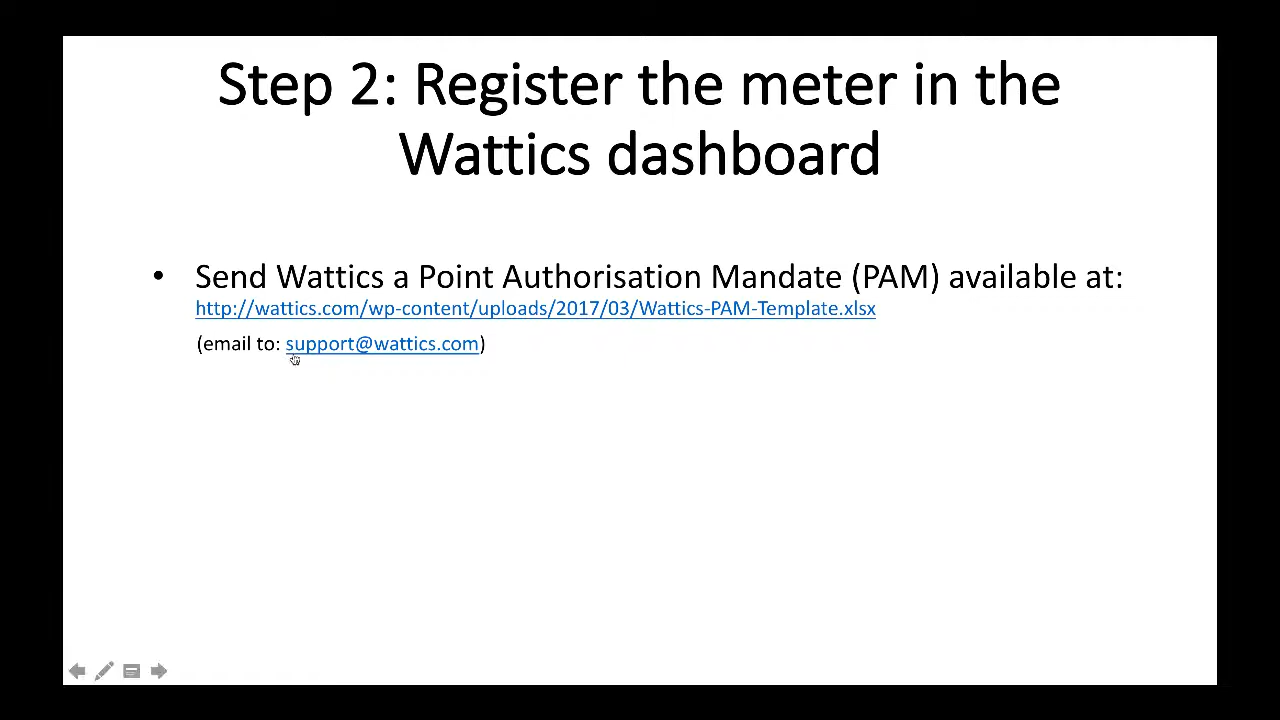 Step 2: Register the meter in the
Wattics dashboard
• Send Wattics a Point Authorisation Mandate (PAM) available at:
http://wattics.com/wp-content/uploads/2017/03/Wattics-PAM-Template.xlsx
(email to: support@wattics.com)